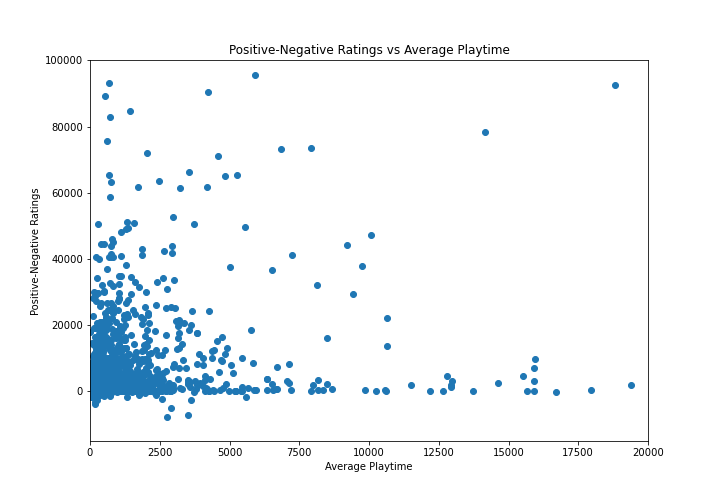 Positive-Negative Ratings vs Average Playtime
100000
80000
60000
40000
20000
0
Positive-Negative Ratings
0 2500 5000 7500 10000 12500 15000 17500 20000
Average Playtime